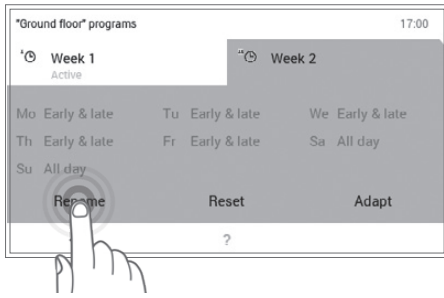 "Ground floor" programs 17:00
Week 1 Week 2
Active
Mo Early & late Tu Early & late We Early & late
Th Early & late Fr Early & late Sa All day
Su All day
Rename Reset Adapt
?